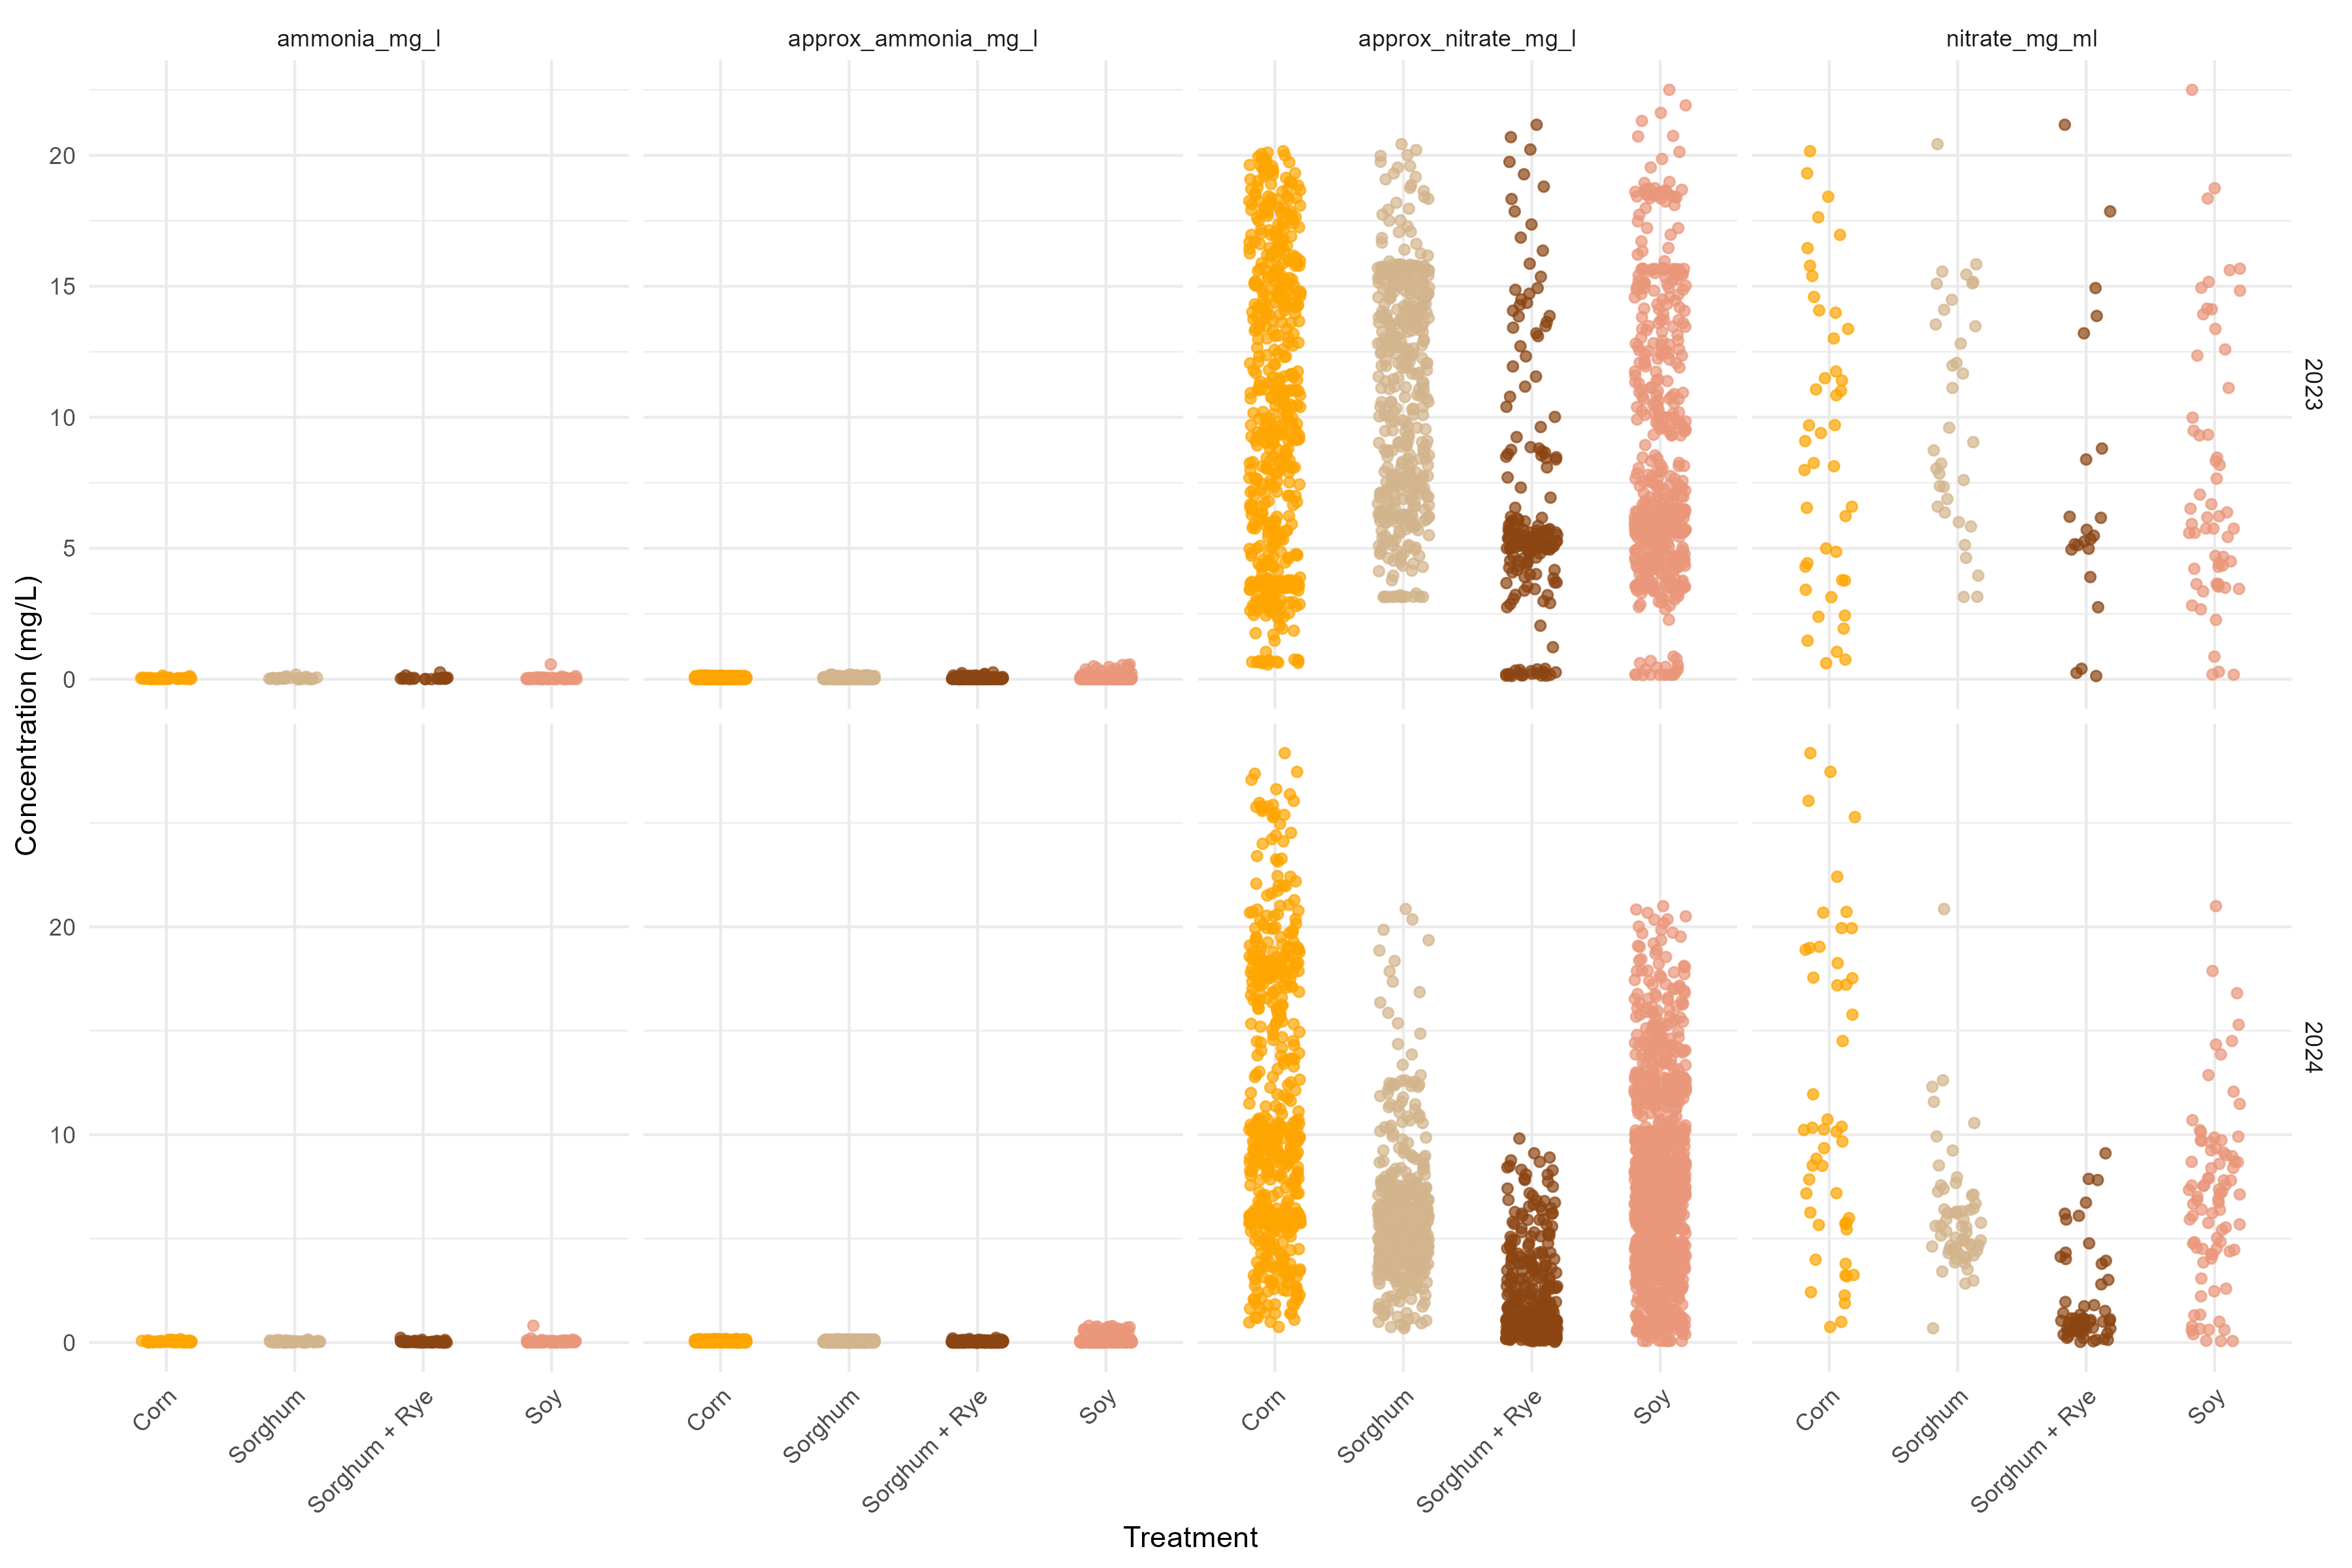 ammonia_mg_l
approx_ammonia_mg_l
approx_nitrate_mg_l
nitrate_mg_ml
Concentration (mg/L)
20
15
10
5
0
2023
20
10
0
2024
Corn
Sorghum
Sorghum + Rye
Soy
Corn
Sorghum
Sorghum + Rye
Soy
Corn
Sorghum
Sorghum + Rye
Soy
Corn
Sorghum
Sorghum + Rye
Soy
Treatment